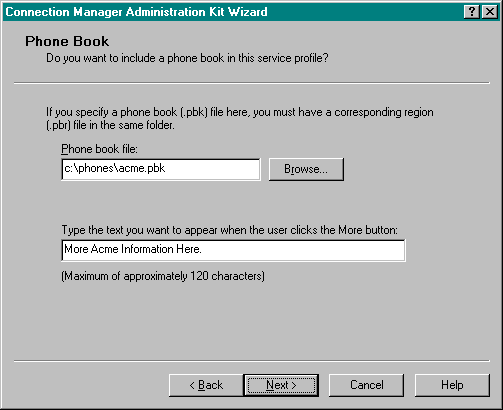 Connection Manager Administration Kit Wizard
Phone Book
Do you want to include a phone book in this service profile?
If you specify a phone book (.pbk) file here, you must have a corresponding region
(.pbr) file in the same folder.
Phone book file:
c:\phones\acme.pbk
Browse...
Type the text you want to appear when the user clicks the More button:
More Acme Information Here.
(Maximum of approximately 120 characters)
< Back
Next >
Cancel
Help